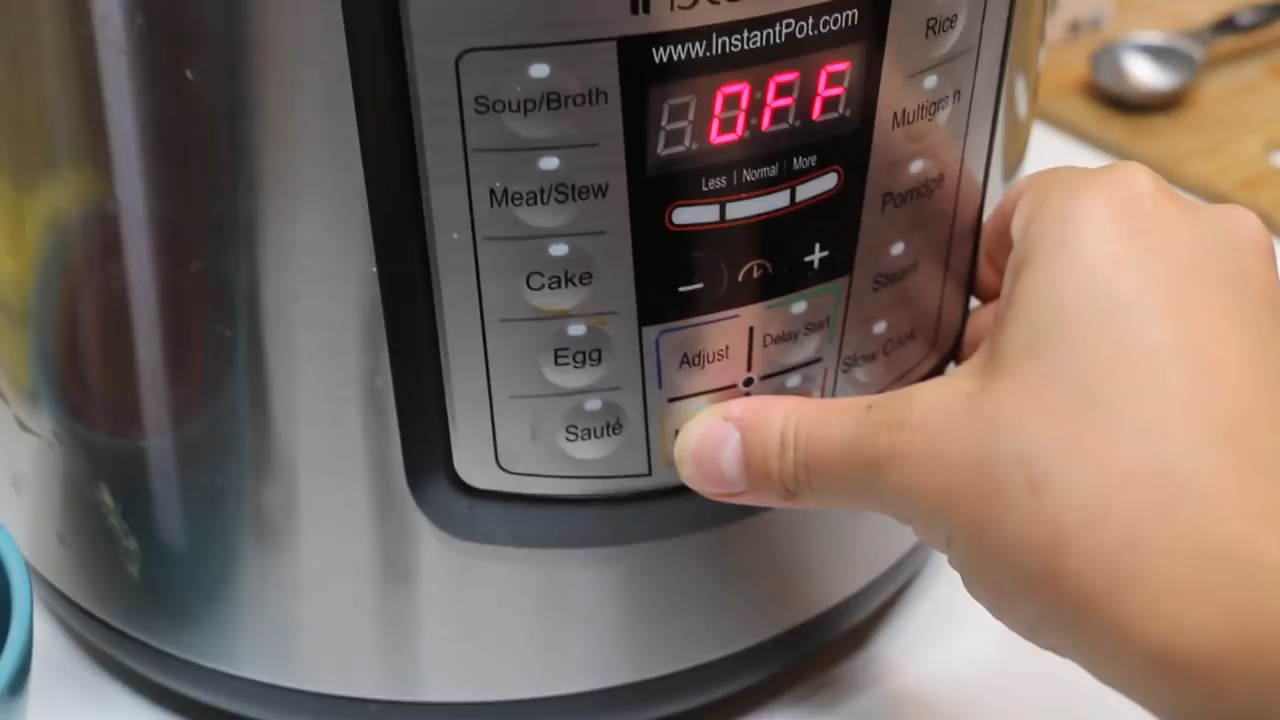 www.InstantPot.com
OFF
Less | Normal | More
− +
Soup/Broth
Meat/Stew
Cake
Egg
Sauté
Adjust
Delay Start
Rice
Multigrain
Porridge
Steam
Slow Cook